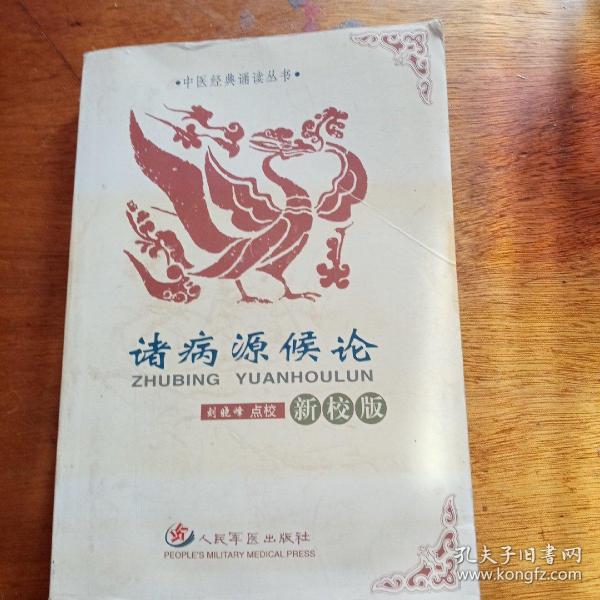 •中医经典诵读丛书•
诸病源候论
ZHUBING YUANHOULUN
刘晓峰 点校 新校版
人民军医出版社
PEOPLE'S MILITARY MEDICAL PRESS
孔夫子旧书网
www.kongfz.com